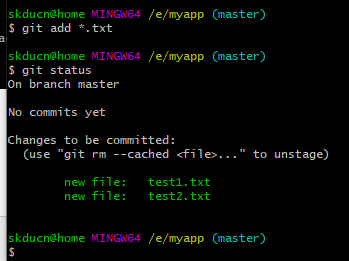 skducn@home MINGW64 /e/myapp (master)
$ git add *.txt
skducn@home MINGW64 /e/myapp (master)
$ git status
On branch master
No commits yet
Changes to be committed:
(use "git rm --cached <file>..." to unstage)
new file:   test1.txt
new file:   test2.txt
skducn@home MINGW64 /e/myapp (master)
$